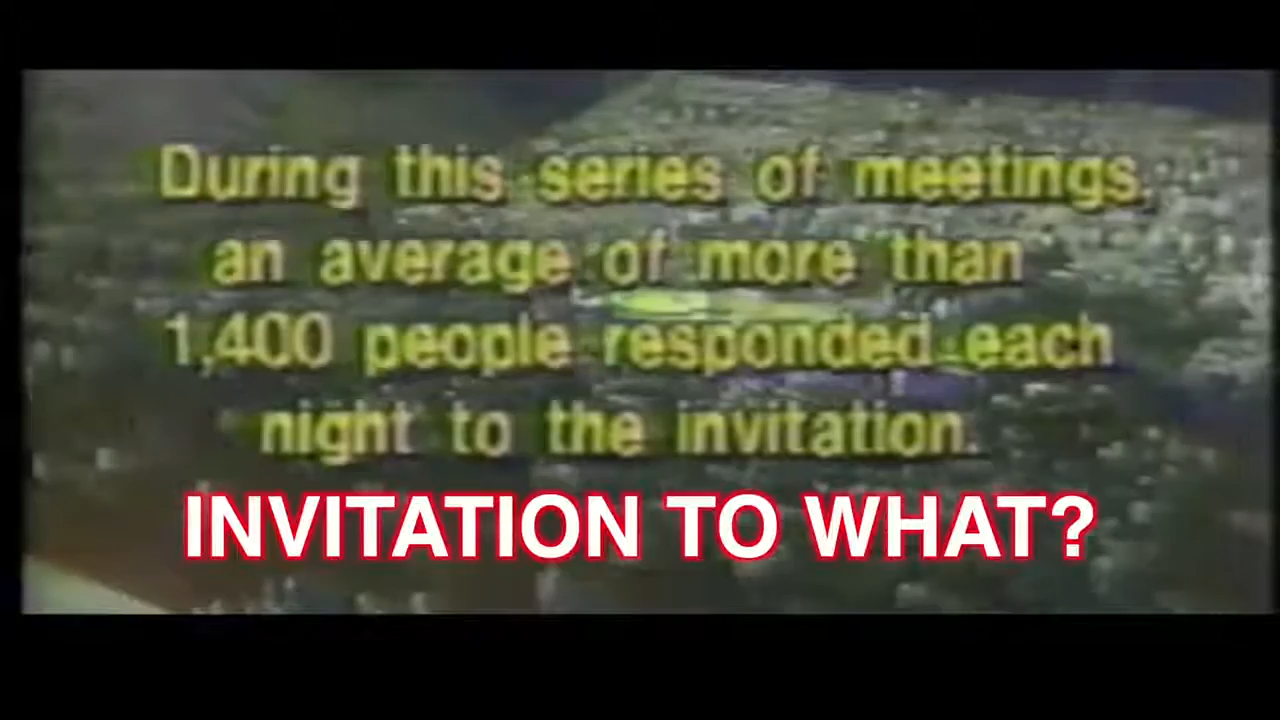 During this series of meetings,
an average of more than
1,400 people responded each
night to the invitation.
INVITATION TO WHAT?